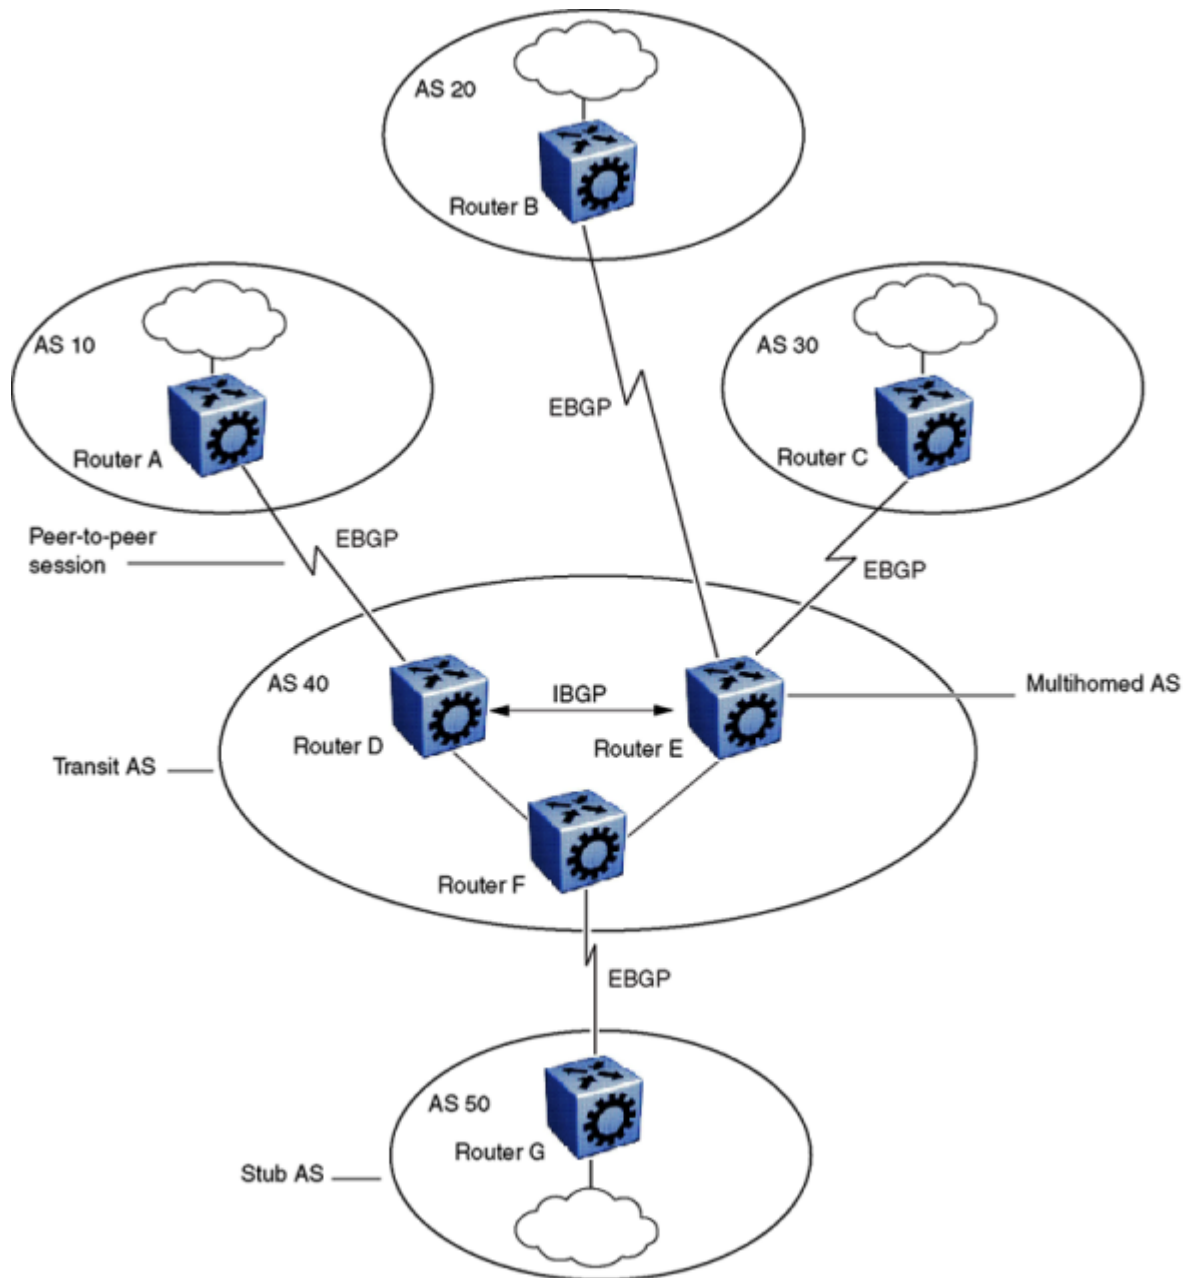 AS 20
Router B
AS 10
Router A
AS 30
Router C
EBGP
Peer-to-peer
session
EBGP
EBGP
AS 40
IBGP
Router D
Router E
Multihomed AS
Transit AS
Router F
EBGP
AS 50
Router G
Stub AS